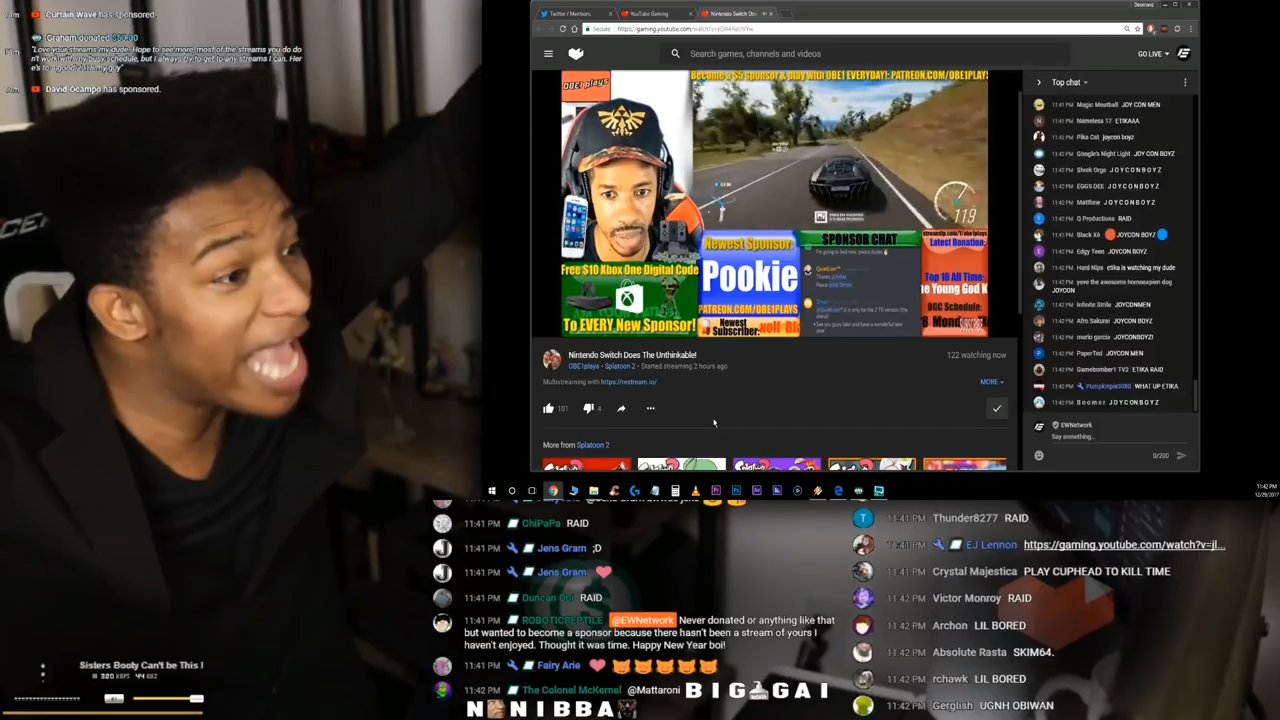 Curtain Wave has sponsored.
Graham donated
"Love your streams my dude. Hope to see more, most of the streams you do do
n't work with my busy schedule, but I always try to get to any streams I can. Her
David Ocampo has sponsored.
Twitter / Mentions
YouTube Gaming
Nintendo Switch Do
Desmond
Secure
Search games, channels and videos
GO LIVE
Become a $5 sponsor & play with OBE1 EVERYDAY!: PATREON.COM/OBE1PLAYS
OBE1 plays
119
Free $10 Xbox One Digital Code
To EVERY New Sponsor!
Newest Sponsor:
Pookie
PATREON.COM/OBE1PLAYS
Newest
Subscriber:
SPONSOR CHAT
Latest Donation:
Top 10 All Time:
he Young God K
OGC Schedule:
Nintendo Switch Does The Unthinkable!
122 watching now
OBE1plays • Splatoon 2 • Started streaming 2 hours ago
Multistreaming with https://restream.io/
MORE
101
4
More from Splatoon 2
Top chat
11:41 PM Magic Meatball JOY CON MEN
11:41 PM Nameless 17 ETIKAAA
11:41 PM Pika Cat joycon boyz
11:42 PM Google's Night Light JOY CON BOYZ
11:42 PM Shrek Orge J O Y C O N B O Y Z
11:42 PM EGGS DEE J O Y C O N B O Y Z
11:42 PM Matthew J O Y C O N B O Y Z
11:42 PM Q Productions RAID
11:42 PM Black X6 JOYCON BOYZ
11:42 PM Edgy Teen JOYCON BOYZ
11:42 PM Hard Nips etika is watching my dude
11:42 PM yeve the awesome homosapien dog
JOYCON
11:42 PM Infinite Strife JOYCONMEN
11:42 PM Afro Sakurai JOYCON BOYZ
11:42 PM merlo garcia JOYCONBOYZ!
11:42 PM PaperTed JOYCON MEN
11:42 PM Gamebomber1 TV2 ETIKA RAID
11:42 PM Pumpkinpie9000 WHAT UP ETIKA
11:42 PM B o o m e r J O Y C O N B O Y Z
EWNetwork
Say something...
0/200
11:42 PM
12/29/2017
11:41 PM ChiPaPa RAID
11:41 PM Jens Gram ;D
11:41 PM Jens Gram
11:41 PM Duncan Oci RAID
11:41 PM ROBOTICREPTILE @EWNetwork Never donated or anything like that
but wanted to become a sponsor because there hasn't been a stream of yours I
haven't enjoyed. Thought it was time. Happy New Year boi!
11:41 PM Fairy Arie
11:42 PM The Colonel McKernel @Mattaroni B I G G A I
N N I B B A
11:41 PM Thunder8277 RAID
11:41 PM EJ Lennon https://gaming.youtube.com/watch?v=jl...
11:41 PM Crystal Majestica PLAY CUPHEAD TO KILL TIME
11:42 PM Victor Monroy RAID
11:42 PM Archon LIL BORED
11:42 PM Absolute Rasta SKIM64.
11:42 PM rchawk LIL BORED
11:42 PM Gerglish UGNH OBIWAN
Sisters Booty Can't be This
320 KBPS 44 KHZ